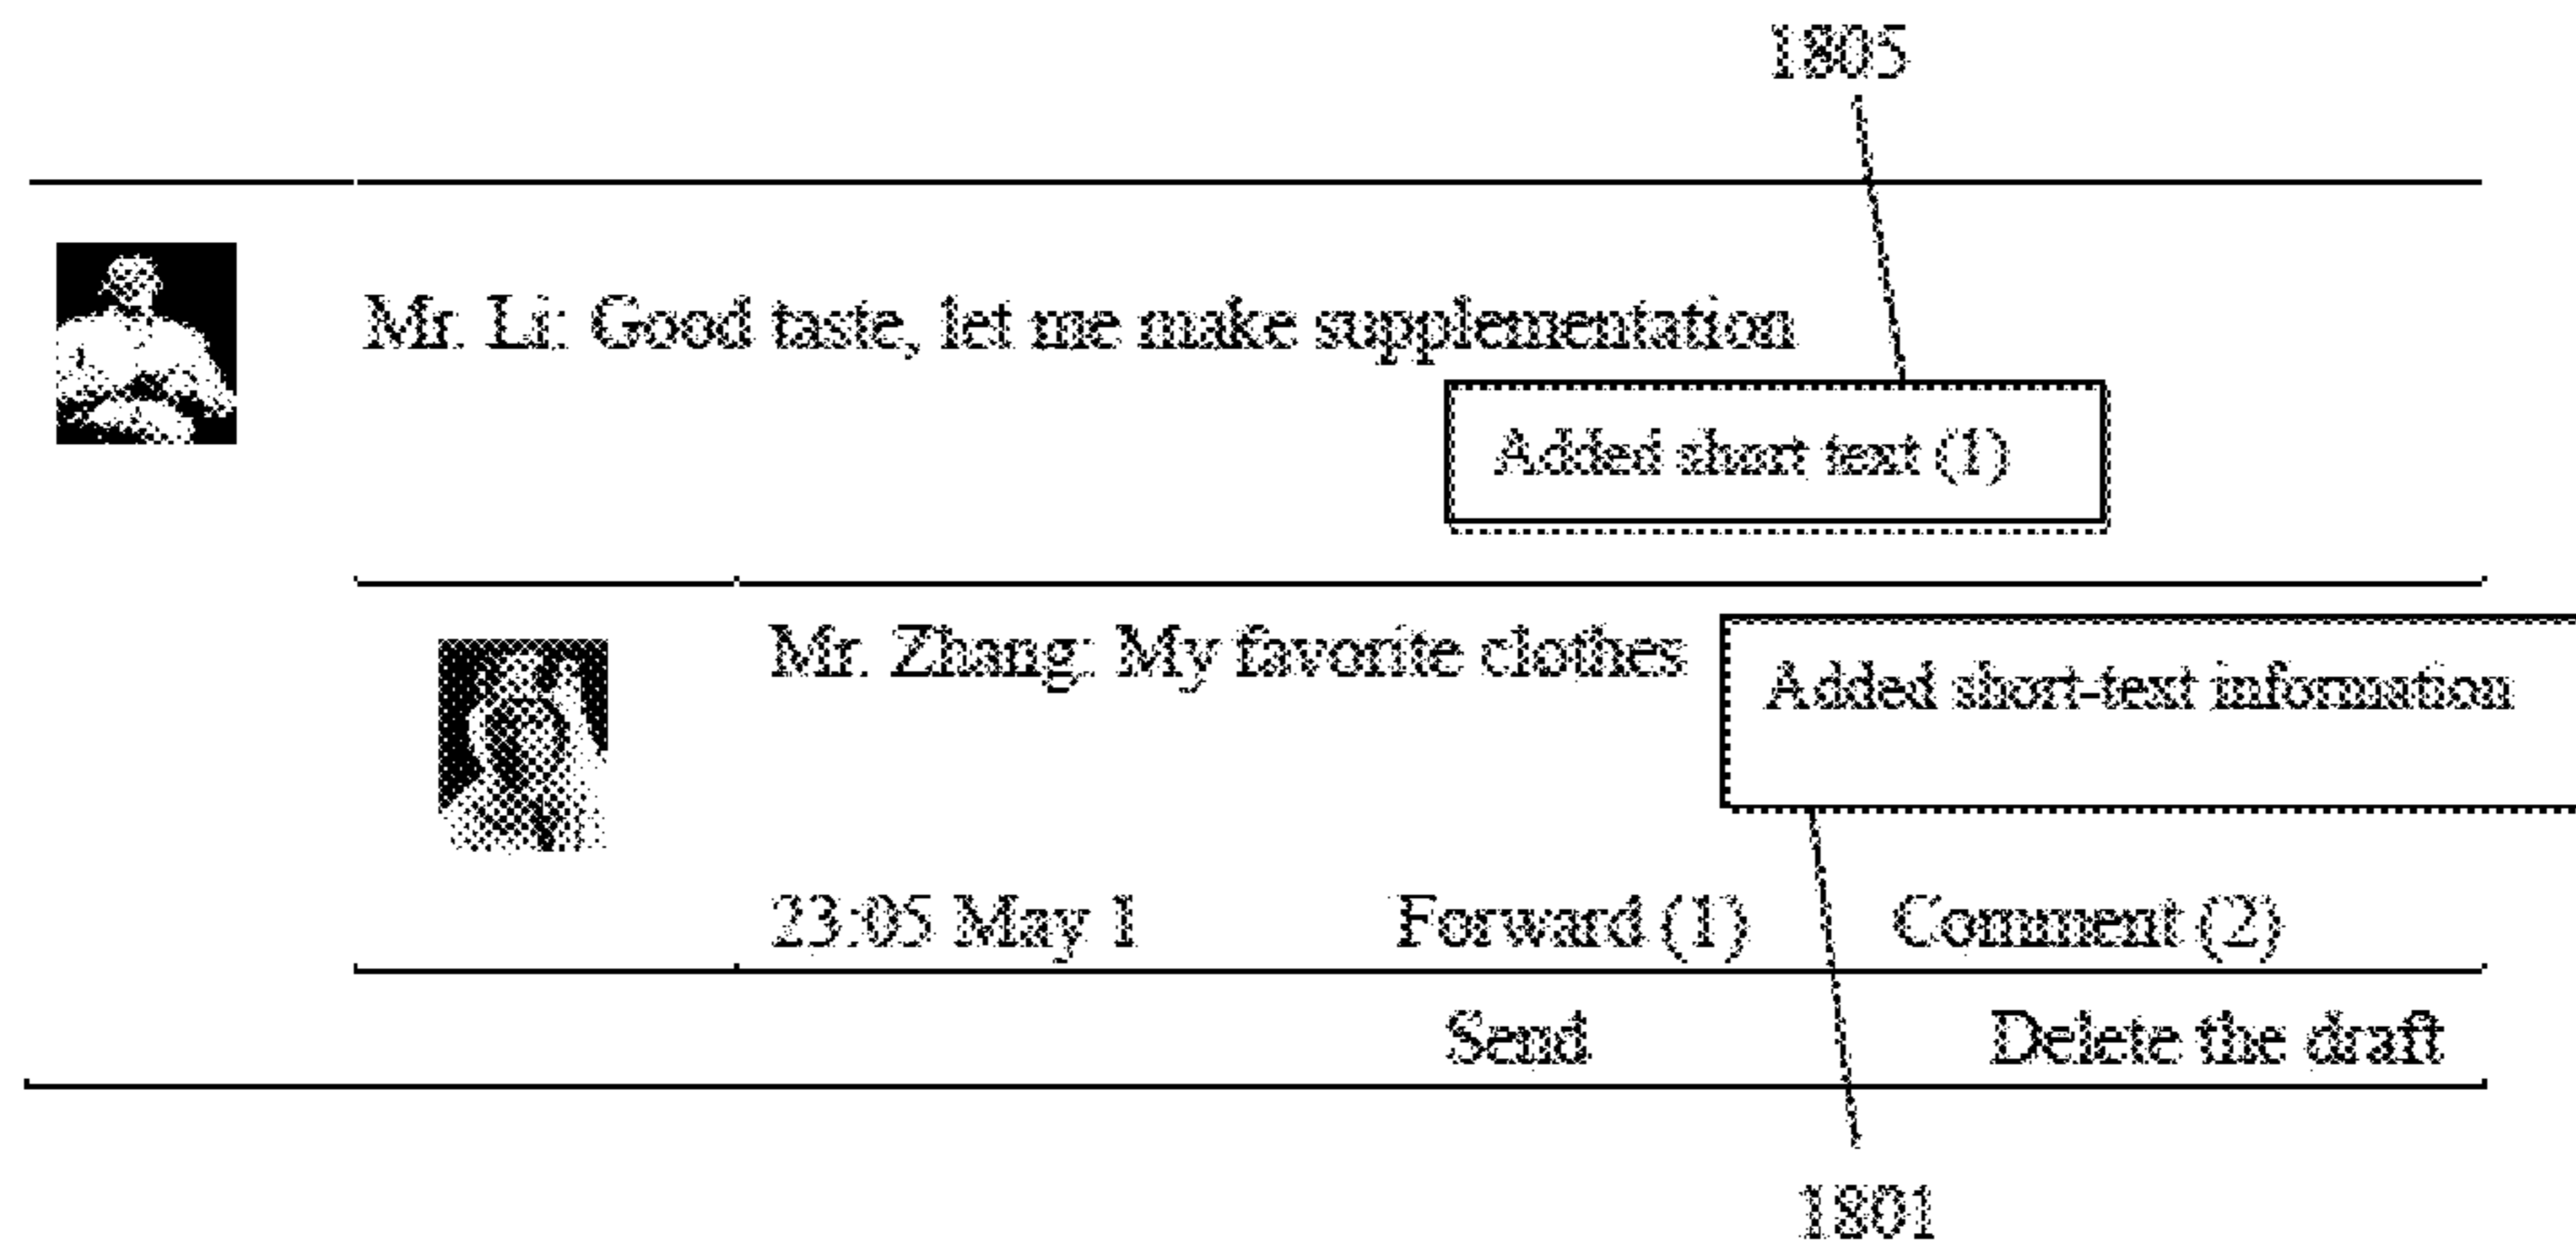 1805
Mr. Li: Good taste, let me make supplementation
Added short text (1)
Mr. Zhang: My favorite clothes
Added short-text information
23:05 May 1 Forward (1) Comment (2)
Send Delete the draft
1801